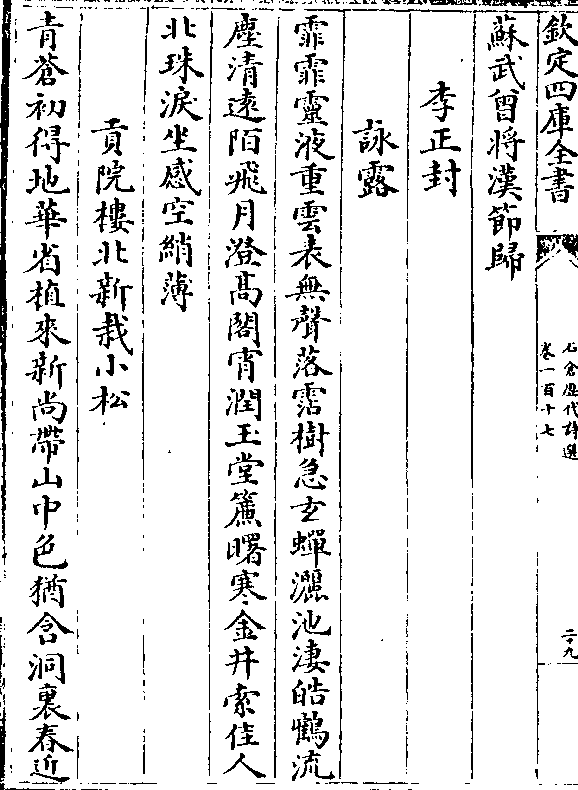 欽定四庫全書
石倉歷代詩選
卷一百十七
二十九
蘇武曾將漢節歸
李正封
詠露
霏霏靈液重雲表無聲落霑樹急玄蟬灑池淒皓鶴流
塵清遠陌飛月澄高閣宵潤玉堂簾曙寒金井索佳人
北珠淚坐感空綃薄
貢院樓北新栽小松
青蒼初得地華省植來新尚帶山中色猶含洞裏春近